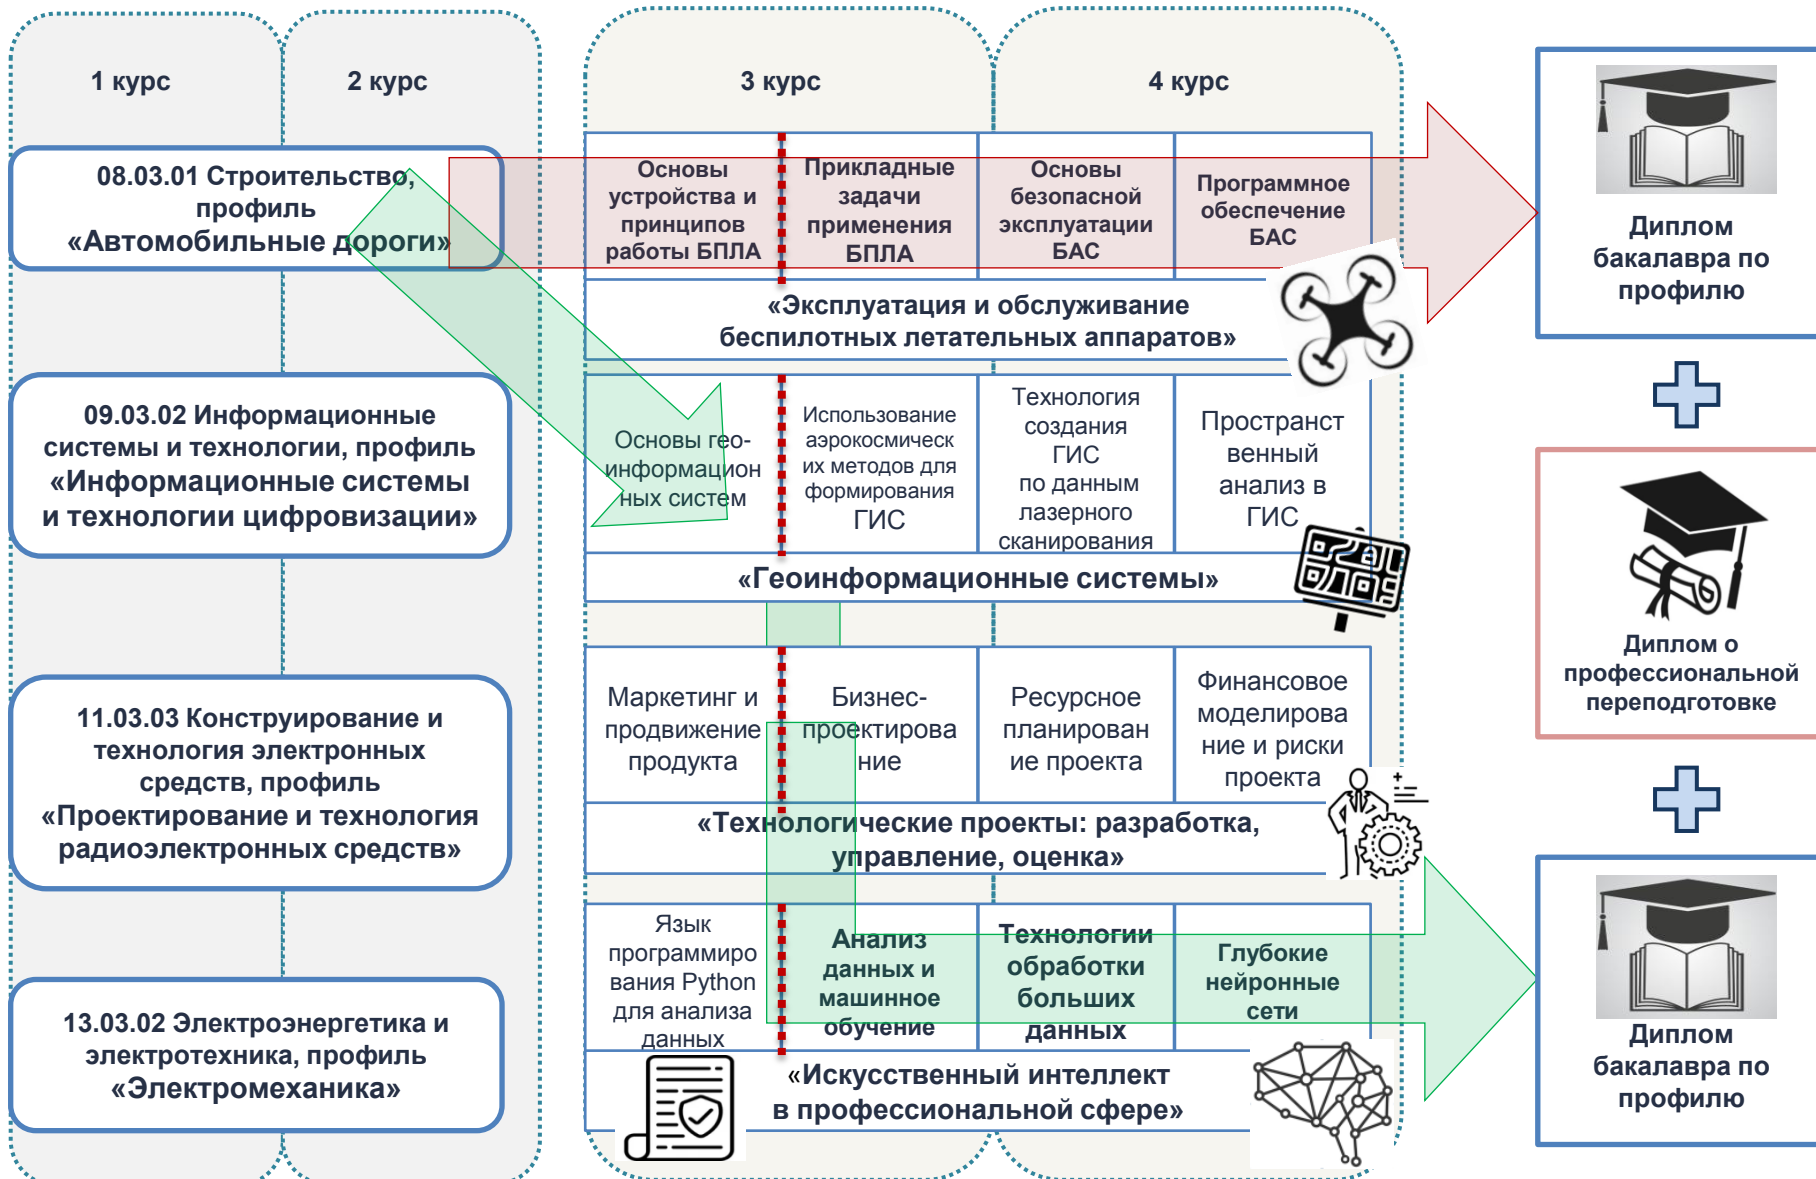 1 курс
2 курс
3 курс
4 курс
08.03.01 Строительство,
профиль
«Автомобильные дороги»
09.03.02 Информационные
системы и технологии, профиль
«Информационные системы
и технологии цифровизации»
11.03.03 Конструирование и
технология электронных
средств, профиль
«Проектирование и технология
радиоэлектронных средств»
13.03.02 Электроэнергетика и
электротехника, профиль
«Электромеханика»
Основы
устройства и
принципов
работы БПЛА
Прикладные
задачи
применения
БПЛА
Основы
безопасной
эксплуатации
БАС
Программное
обеспечение
БАС
«Эксплуатация и обслуживание
беспилотных летательных аппаратов»
Основы гео-
информацион
ных систем
Использование
аэрокосмическ
их методов для
формирования
ГИС
Технология
создания
ГИС
по данным
лазерного
сканирования
Пространст
венный
анализ в
ГИС
«Геоинформационные системы»
Маркетинг и
продвижение
продукта
Бизнес-
проектирова
ние
Ресурсное
планирован
ие проекта
Финансовое
моделирова
ние и риски
проекта
«Технологические проекты: разработка,
управление, оценка»
Язык
программиро
вания Python
для анализа
данных
Анализ
данных и
машинное
обучение
Технологии
обработки
больших
данных
Глубокие
нейронные
сети
«Искусственный интеллект
в профессиональной сфере»
Диплом
бакалавра по
профилю
Диплом о
профессиональной
переподготовке
Диплом
бакалавра по
профилю